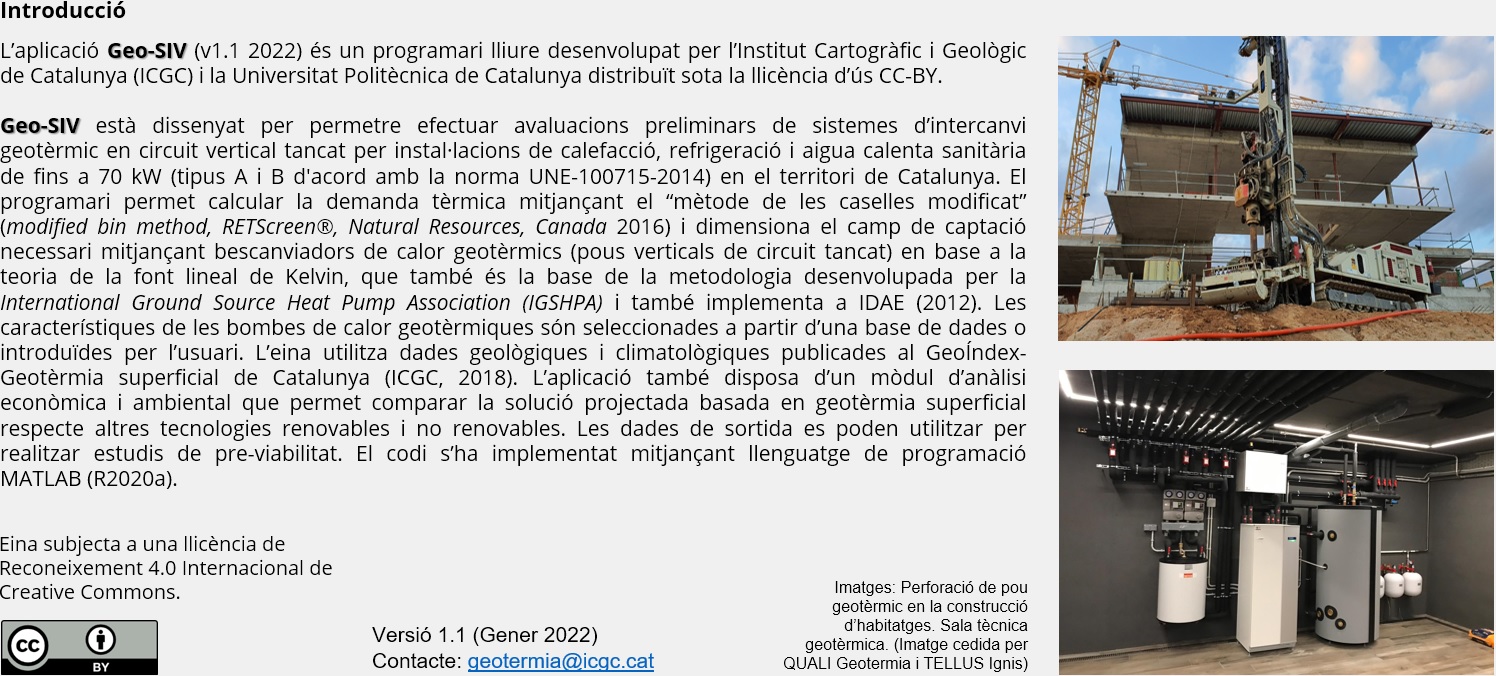 Introducció
L’aplicació Geo-SIV (v1.1 2022) és un programari lliure desenvolupat per l’Institut Cartogràfic i Geològic
de Catalunya (ICGC) i la Universitat Politècnica de Catalunya distribuït sota la llicència d’ús CC-BY.
Geo-SIV està dissenyat per permetre efectuar avaluacions preliminars de sistemes d’intercanvi
geotèrmic en circuit vertical tancat per instal·lacions de calefacció, refrigeració i aigua calenta sanitària
de fins a 70 kW (tipus A i B d'acord amb la norma UNE-100715-2014) en el territori de Catalunya. El
programari permet calcular la demanda tèrmica mitjançant el “mètode de les caselles modificat”
(modified bin method, RETScreen®, Natural Resources, Canada 2016) i dimensiona el camp de captació
necessari mitjançant bescanviadors de calor geotèrmics (pous verticals de circuit tancat) en base a la
teoria de la font lineal de Kelvin, que també és la base de la metodologia desenvolupada per la
International Ground Source Heat Pump Association (IGSHPA) i també implementa a IDAE (2012). Les
característiques de les bombes de calor geotèrmiques són seleccionades a partir d’una base de dades o
introduïdes per l’usuari. L’eina utilitza dades geològiques i climatològiques publicades al GeoÍndex-
Geotèrmia superficial de Catalunya (ICGC, 2018). L’aplicació també disposa d’un mòdul d’anàlisi
econòmica i ambiental que permet comparar la solució projectada basada en geotèrmia superficial
respecte altres tecnologies renovables i no renovables. Les dades de sortida es poden utilitzar per
realitzar estudis de pre-viabilitat. El codi s’ha implementat mitjançant llenguatge de programació
MATLAB (R2020a).
Eina subjecta a una llicència de
Reconeixement 4.0 Internacional de
Creative Commons.
cc
BY
Versió 1.1 (Gener 2022)
Contacte: geotermia@icgc.cat
Imatges: Perforació de pou
geotèrmic en la construcció
d’habitatges. Sala tècnica
geotèrmica. (Imatge cedida per
QUALI Geotermia i TELLUS Ignis)